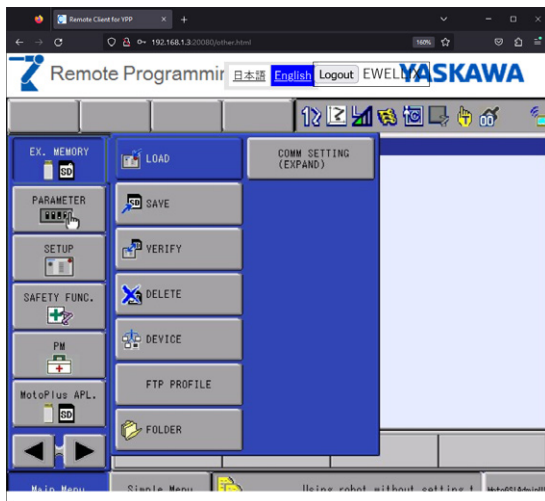 Remote Client for YPP
192.168.1.3:20080/other.html
160%
Remote Programmin
日本語 English Logout EWELLIX
YASKAWA
EX. MEMORY
LOAD
COMM SETTING
(EXPAND)
PARAMETER
SAVE
SETUP
VERIFY
SAFETY FUNC.
DELETE
PM
DEVICE
MotoPlus APL.
FTP PROFILE
FOLDER
Main Menu
Simple Menu
Using robot without setting t